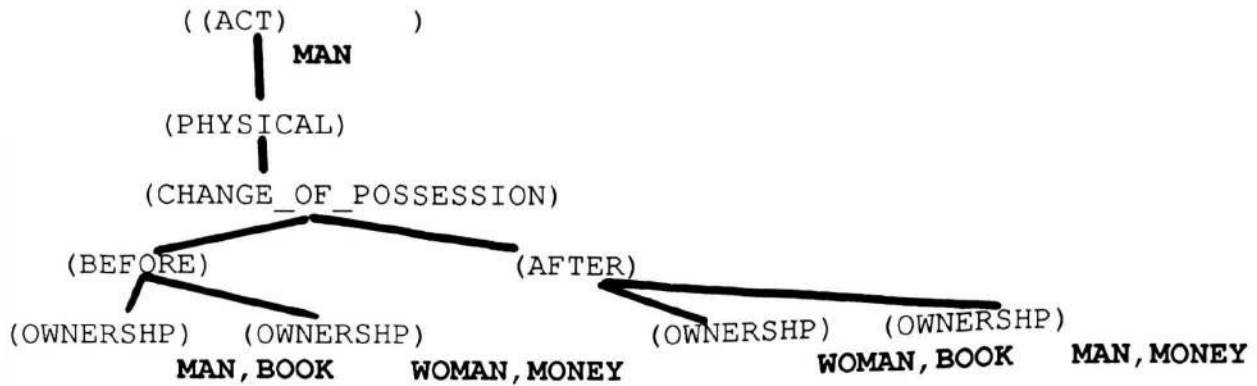 ((ACT) )
MAN
(PHYSICAL)
(CHANGE_OF_POSSESSION)
(BEFORE) (AFTER)
(OWNERSHP) (OWNERSHP) (OWNERSHP) (OWNERSHP)
MAN,BOOK WOMAN,MONEY WOMAN,BOOK MAN,MONEY